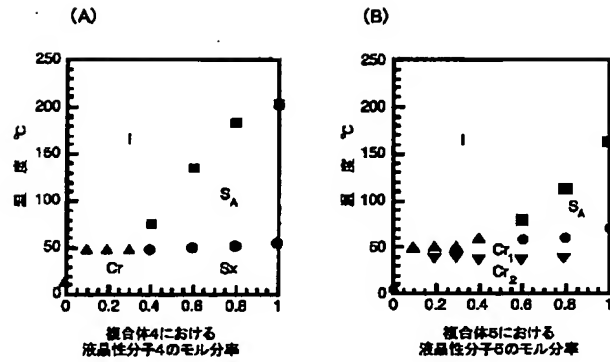 (A)
(B)
温度 ℃
250
200
150
100
50
0
I
S_A
Cr
Sx
0 0.2 0.4 0.6 0.8 1
複合体4における
液晶性分子4のモル分率
温度 ℃
250
200
150
100
50
0
I
S_A
Cr_1
Cr_2
0 0.2 0.4 0.6 0.8 1
複合体5における
液晶性分子5のモル分率